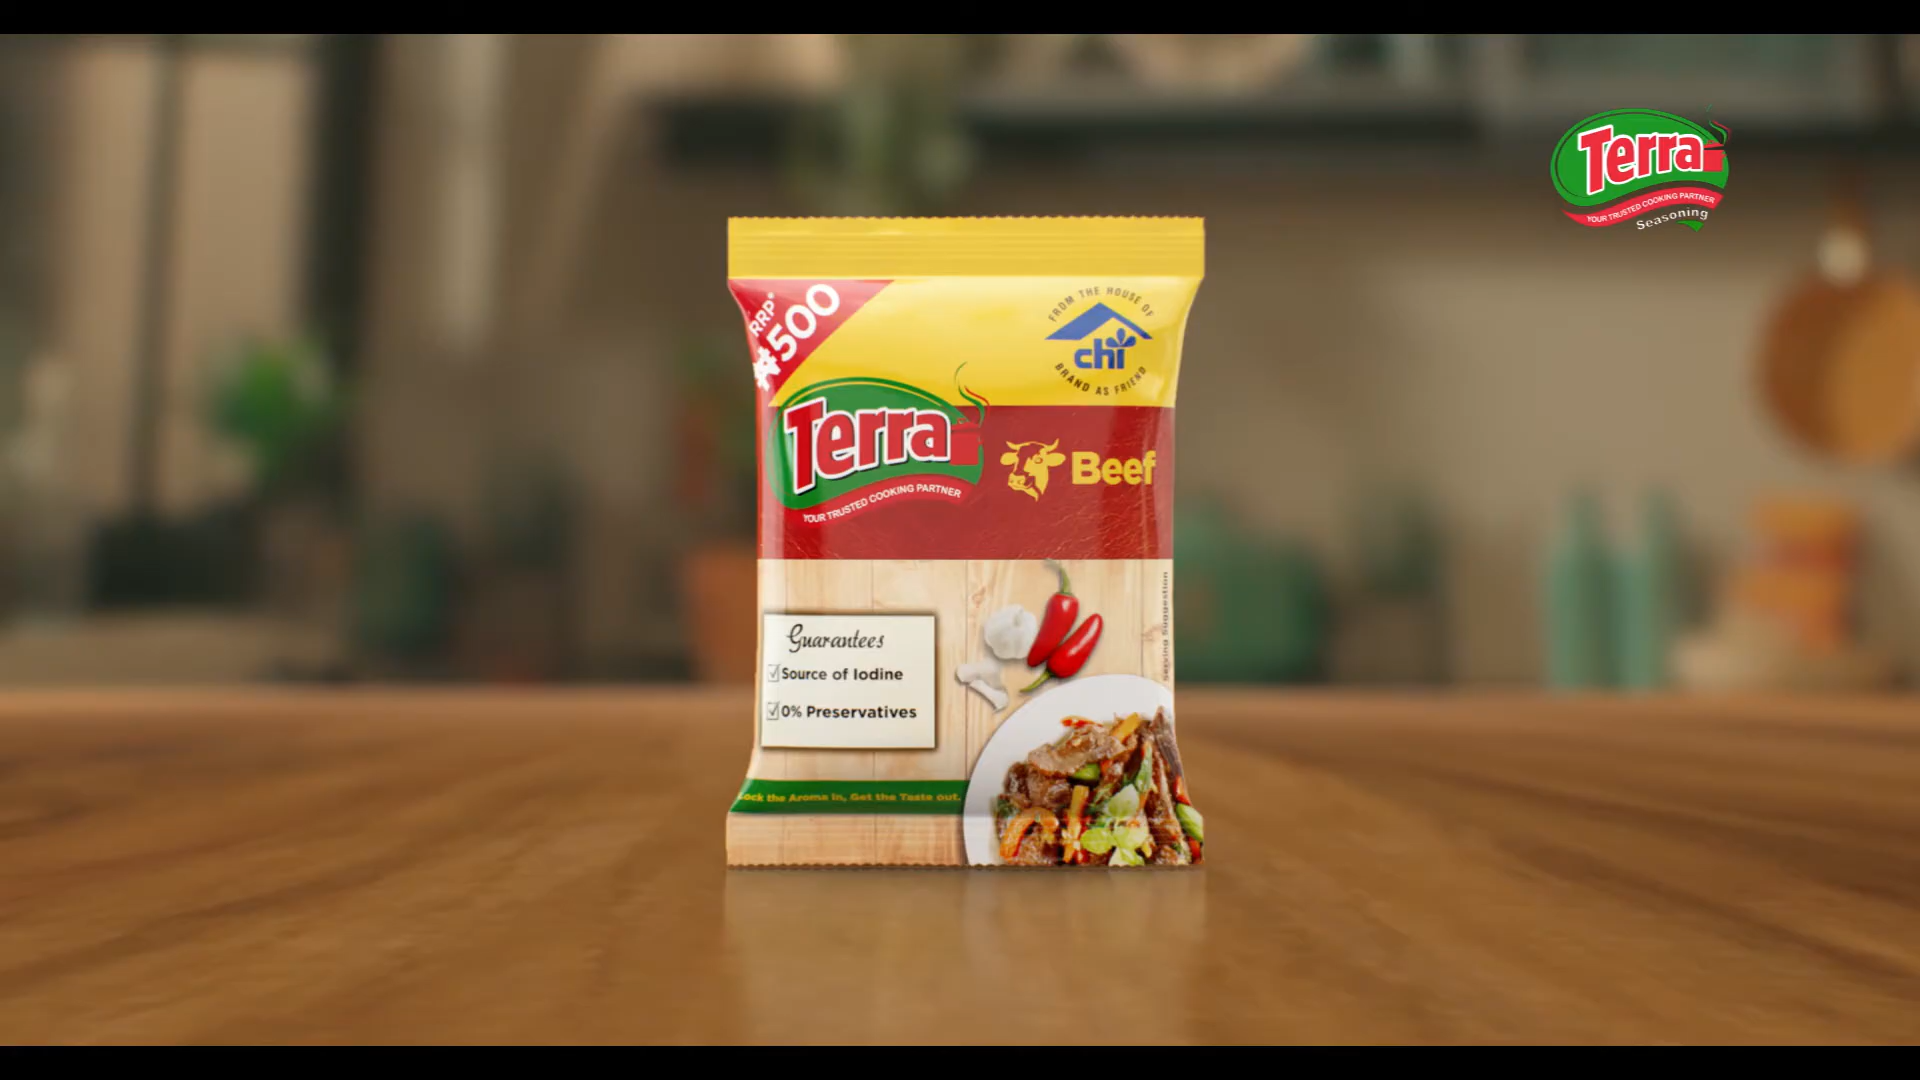 Terra
YOUR TRUSTED COOKING PARTNER
Seasoning
RRP*
₦500
FROM THE HOUSE OF
chi
BRAND AS FRIEND
Terra
YOUR TRUSTED COOKING PARTNER
Beef
Guarantees
Source of Iodine
0% Preservatives
Serving Suggestion
Lock the Aroma in, Get the Taste out.